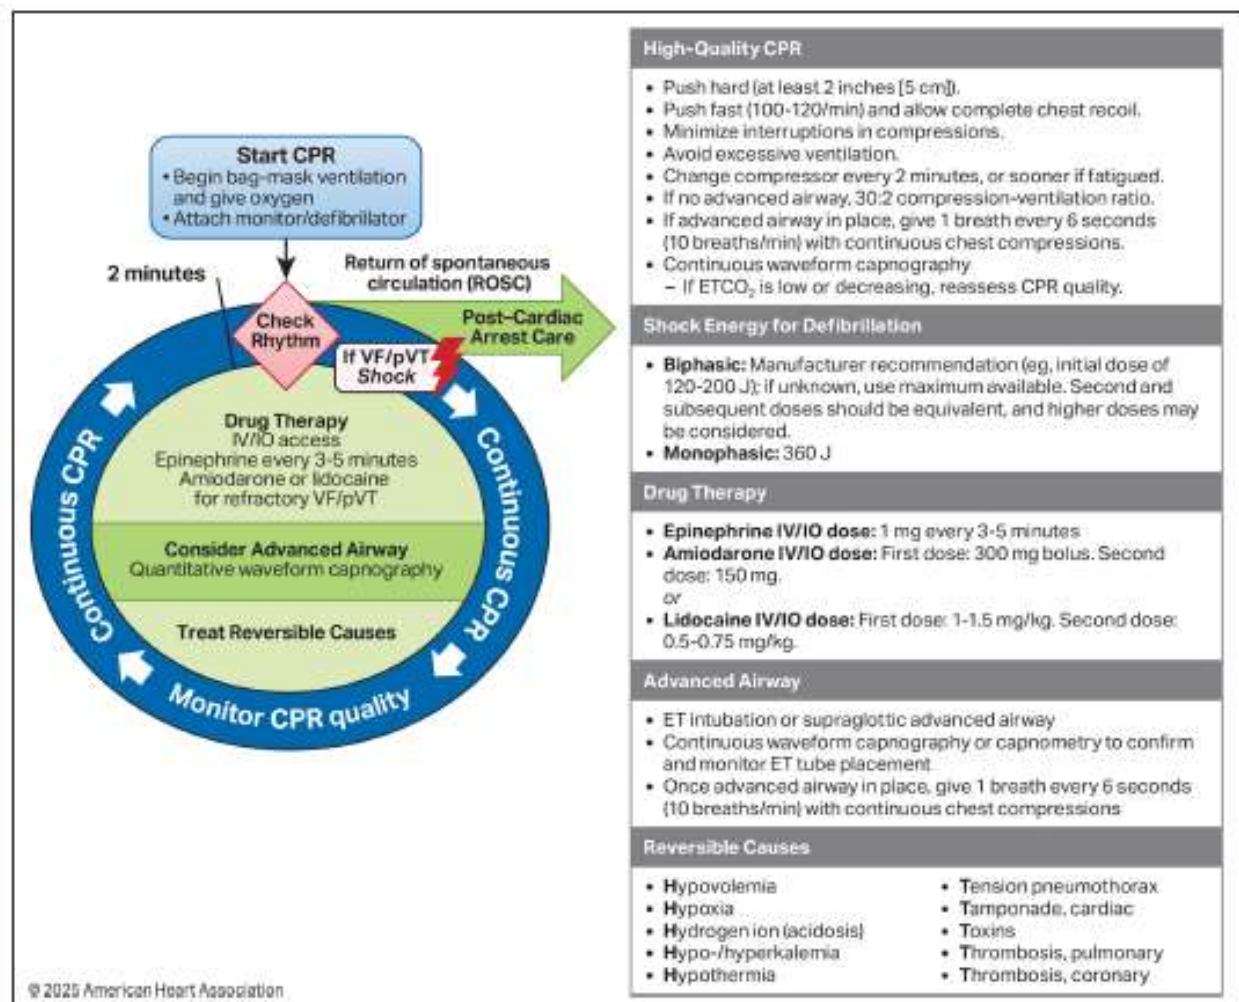 Start CPR
• Begin bag-mask ventilation
and give oxygen
• Attach monitor/defibrillator
2 minutes
Return of spontaneous
circulation (ROSC)
Check
Rhythm
Post–Cardiac
Arrest Care
If VF/pVT
Shock
Drug Therapy
IV/IO access
Epinephrine every 3-5 minutes
Amiodarone or lidocaine
for refractory VF/pVT
Consider Advanced Airway
Quantitative waveform capnography
Treat Reversible Causes
Continuous CPR
Continuous CPR
Monitor CPR quality
© 2025 American Heart Association
High-Quality CPR
• Push hard (at least 2 inches [5 cm]).
• Push fast (100-120/min) and allow complete chest recoil.
• Minimize interruptions in compressions.
• Avoid excessive ventilation.
• Change compressor every 2 minutes, or sooner if fatigued.
• If no advanced airway, 30:2 compression-ventilation ratio.
• If advanced airway in place, give 1 breath every 6 seconds
(10 breaths/min) with continuous chest compressions.
• Continuous waveform capnography
– If ETCO₂ is low or decreasing, reassess CPR quality.
Shock Energy for Defibrillation
• Biphasic: Manufacturer recommendation (eg, initial dose of
120-200 J); if unknown, use maximum available. Second and
subsequent doses should be equivalent, and higher doses may
be considered.
• Monophasic: 360 J
Drug Therapy
• Epinephrine IV/IO dose: 1 mg every 3-5 minutes
• Amiodarone IV/IO dose: First dose: 300 mg bolus. Second
dose: 150 mg.
or
• Lidocaine IV/IO dose: First dose: 1-1.5 mg/kg. Second dose:
0.5-0.75 mg/kg.
Advanced Airway
• ET intubation or supraglottic advanced airway
• Continuous waveform capnography or capnometry to confirm
and monitor ET tube placement
• Once advanced airway in place, give 1 breath every 6 seconds
(10 breaths/min) with continuous chest compressions
Reversible Causes
• Hypovolemia
• Hypoxia
• Hydrogen ion (acidosis)
• Hypo-/hyperkalemia
• Hypothermia
• Tension pneumothorax
• Tamponade, cardiac
• Toxins
• Thrombosis, pulmonary
• Thrombosis, coronary